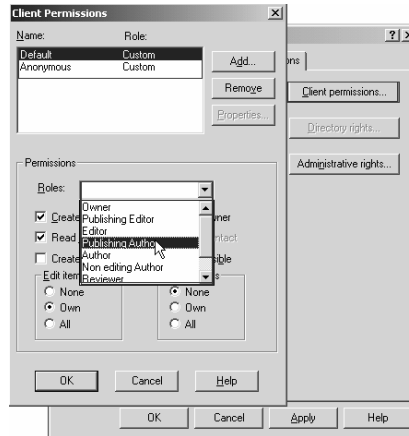 Client Permissions
Name: Role:
Default Custom
Anonymous Custom
Add...
Remove
Properties...
Client permissions...
Directory rights...
Administrative rights...
Permissions
Roles:
Owner
Publishing Editor
Editor
Publishing Author
Author
Non editing Author
Reviewer
Create
Read
Create
Edit item
None
Own
All
None
Own
All
OK Cancel Help
OK Cancel Apply Help